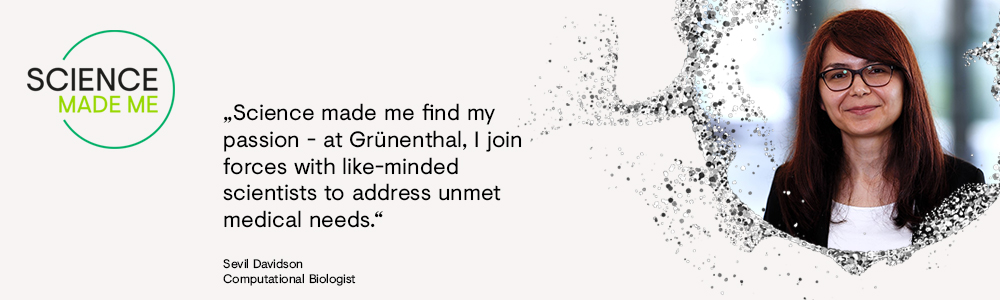 SCIENCE
MADE ME
„Science made me find my
passion - at Grünenthal, I join
forces with like-minded
scientists to address unmet
medical needs.“
Sevil Davidson
Computational Biologist